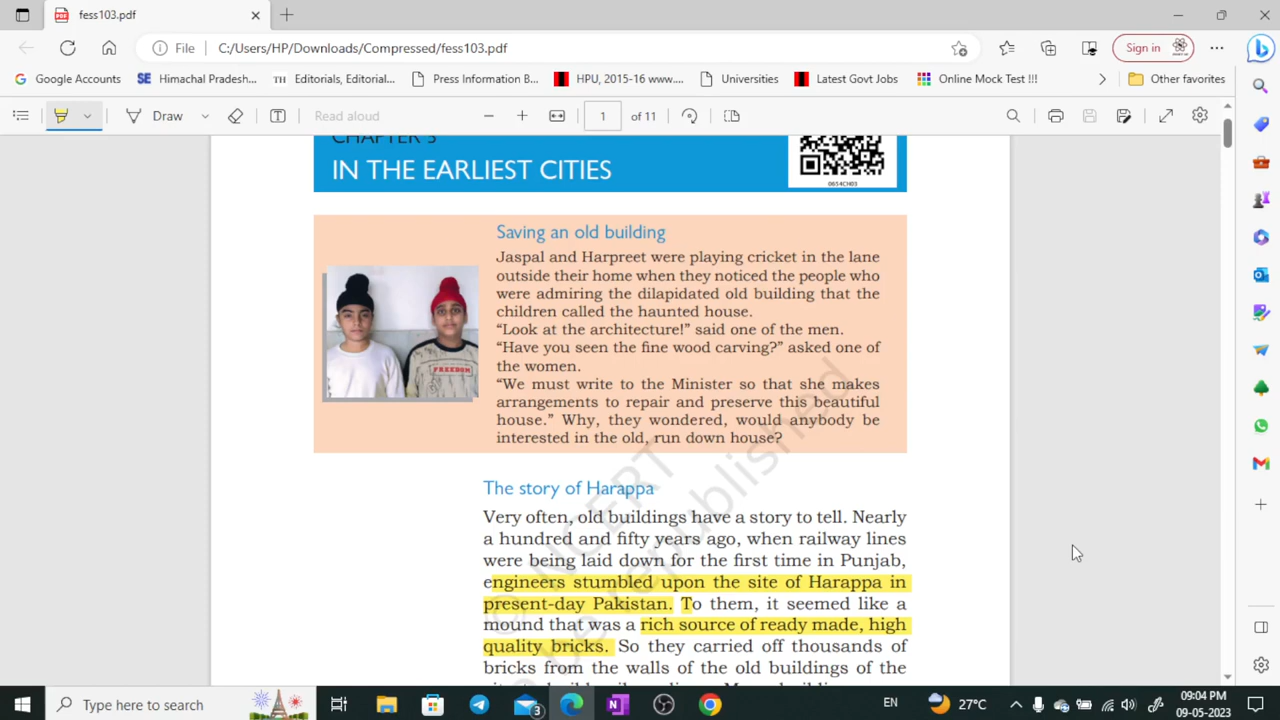 fess103.pdf
File C:/Users/HP/Downloads/Compressed/fess103.pdf Sign in
Google Accounts SE Himachal Pradesh... TH Editorials, Editorial... Press Information B... HPU, 2015-16 www.... Universities Latest Govt Jobs Online Mock Test !!! Other favorites
Draw Read aloud 1 of 11
CHAPTER 3
IN THE EARLIEST CITIES
0654CH03
Saving an old building
Jaspal and Harpreet were playing cricket in the lane
outside their home when they noticed the people who
were admiring the dilapidated old building that the
children called the haunted house.
“Look at the architecture!” said one of the men.
“Have you seen the fine wood carving?” asked one of
the women.
“We must write to the Minister so that she makes
arrangements to repair and preserve this beautiful
house.” Why, they wondered, would anybody be
interested in the old, run down house?
FREEDOM
The story of Harappa
Very often, old buildings have a story to tell. Nearly
a hundred and fifty years ago, when railway lines
were being laid down for the first time in Punjab,
engineers stumbled upon the site of Harappa in
present-day Pakistan. To them, it seemed like a
mound that was a rich source of ready made, high
quality bricks. So they carried off thousands of
bricks from the walls of the old buildings of the
© NCERT
be republished
Type here to search 3 EN 27°C 09:04 PM
09-05-2023